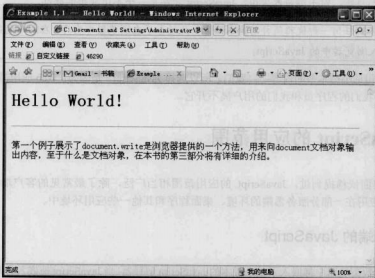 Example 1.1 -- Hello World! - Windows Internet Explorer
C:\Documents and Settings\Administrator\桌
百度
文件(F) 编辑(E) 查看(V) 收藏夹(A) 工具(T) 帮助(H)
链接 自定义链接 46290
Gmail - 书稿 Example ... 页面(P) 工具(O)
Hello World!
第一个例子展示了document.write是浏览器提供的一个方法，用来向document文档对象输
出内容，至于什么是文档对象，在本书的第三部分将有详细的介绍。
完成 我的电脑 100%